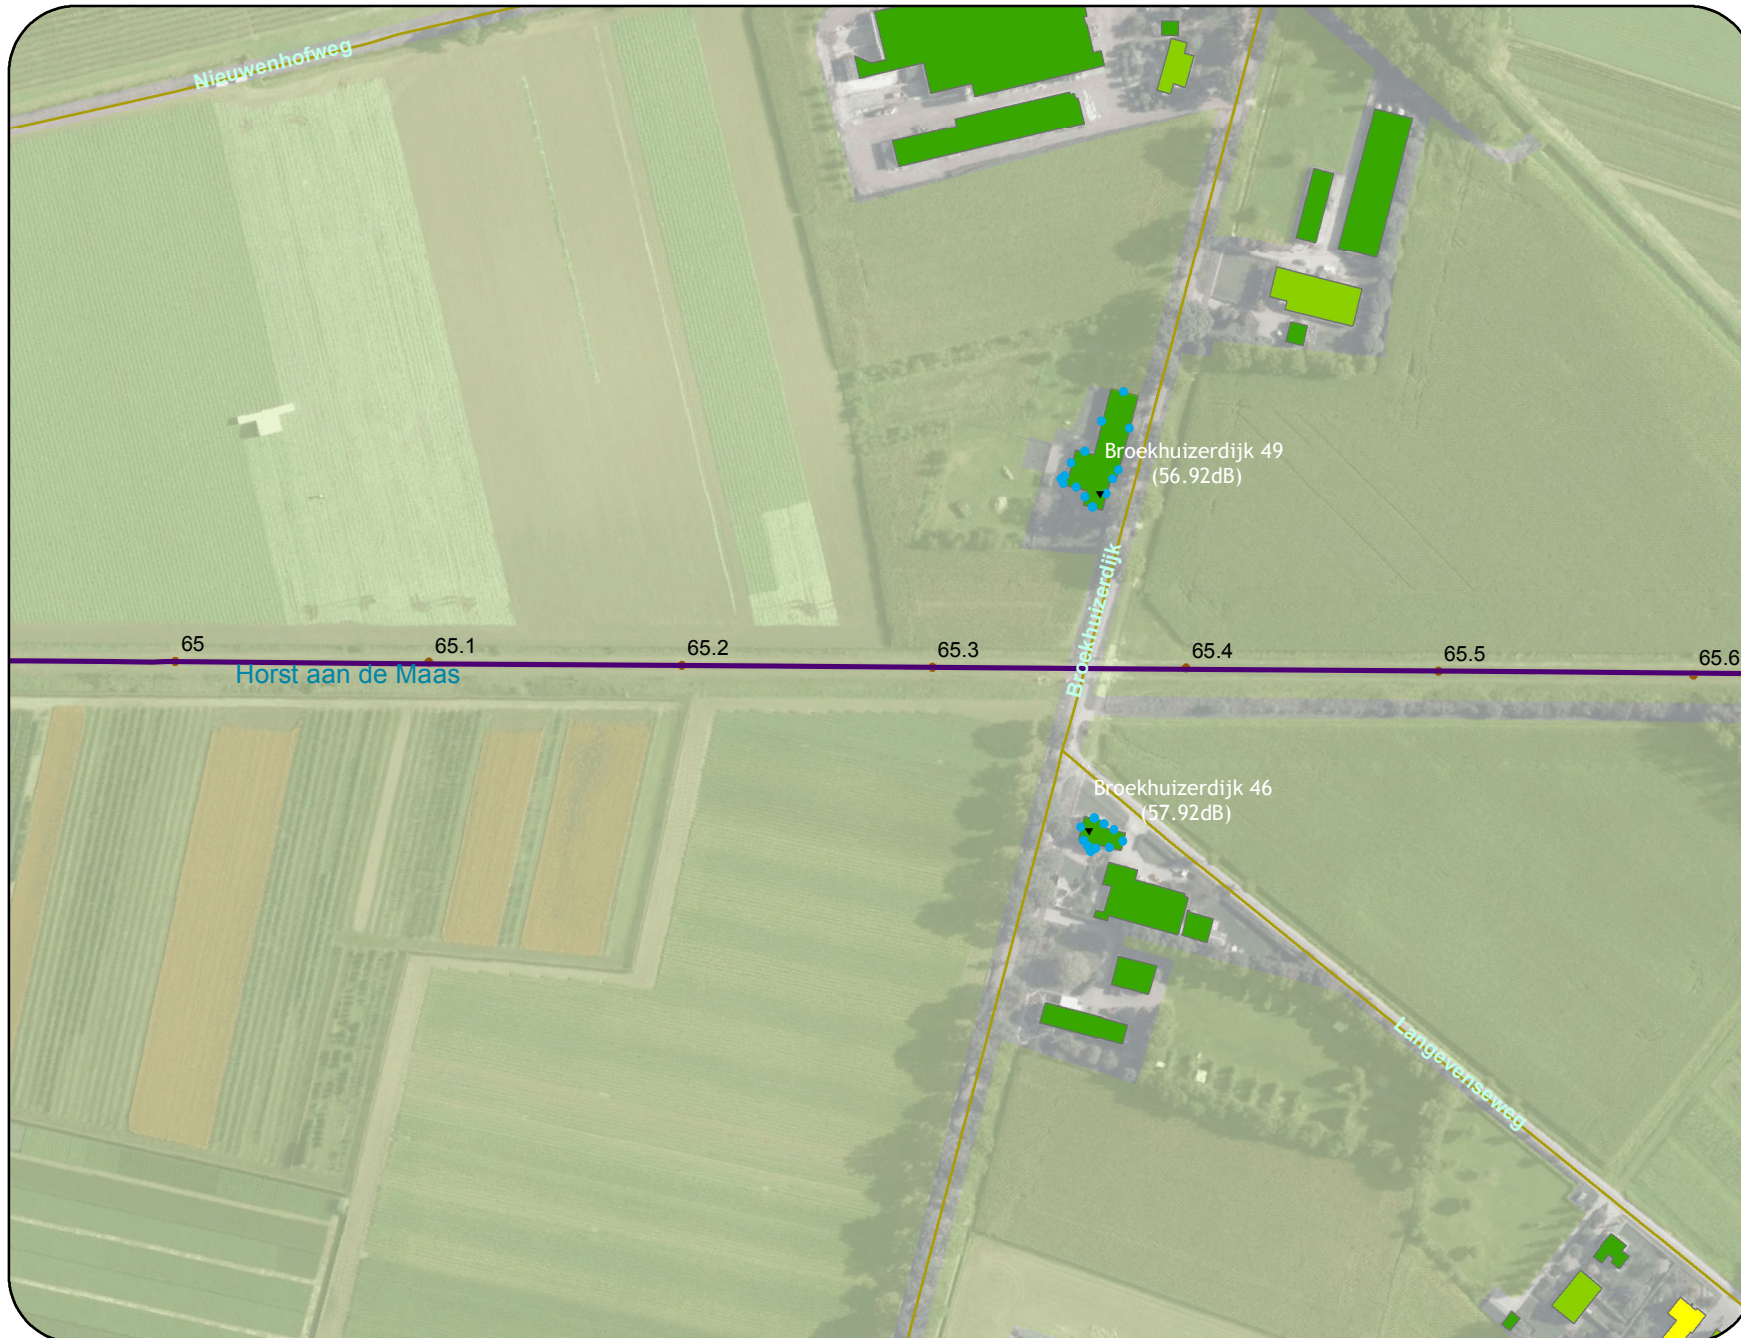 Nieuwenhofweg
Broekhuizerdijk 49
(56.92dB)
Broekhuizerdijk
65
65.1
65.2
65.3
65.4
65.5
65.6
Horst aan de Maas
Broekhuizerdijk 46
(57.92dB)
Langevenseweg